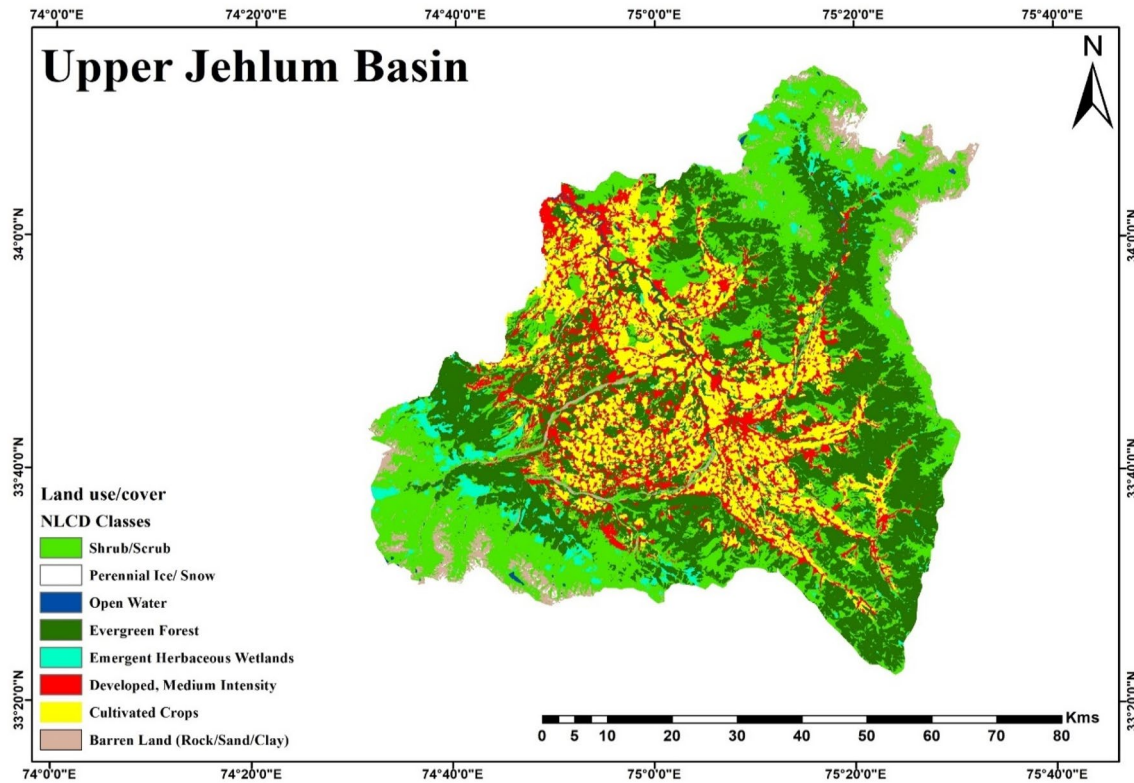 74°0'0"E 74°20'0"E 74°40'0"E 75°0'0"E 75°20'0"E 75°40'0"E
Upper Jehlum Basin
N
34°0'0"N 34°0'0"N
33°40'0"N 33°40'0"N
Land use/cover
NLCD Classes
Shrub/Scrub
Perennial Ice/ Snow
Open Water
Evergreen Forest
Emergent Herbaceous Wetlands
Developed, Medium Intensity
Cultivated Crops
Barren Land (Rock/Sand/Clay)
33°20'0"N 33°20'0"N
Kms
0 5 10 20 30 40 50 60 70 80
74°0'0"E 74°20'0"E 74°40'0"E 75°0'0"E 75°20'0"E 75°40'0"E